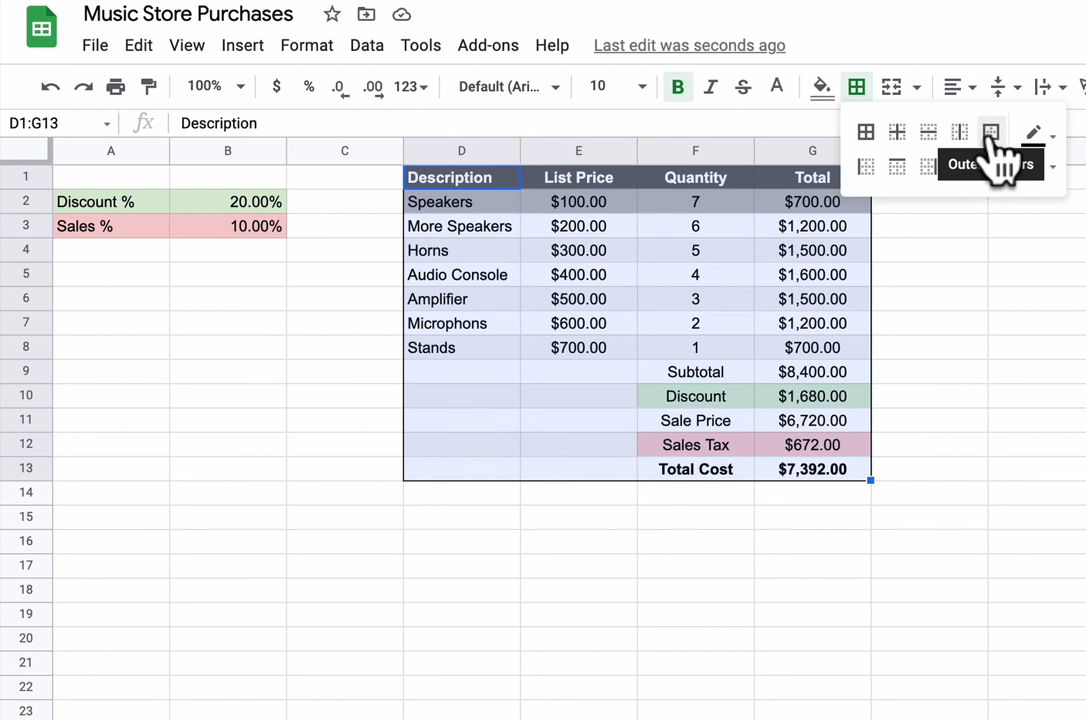 Music Store Purchases
File Edit View Insert Format Data Tools Add-ons Help Last edit was seconds ago
100% $ % .0 .00 123 Default (Ari... 10 B I S A
D1:G13 fx Description
A B C D E F G
1 Description List Price Quantity Total
2 Discount % 20.00% Speakers $100.00 7 $700.00
3 Sales % 10.00% More Speakers $200.00 6 $1,200.00
4 Horns $300.00 5 $1,500.00
5 Audio Console $400.00 4 $1,600.00
6 Amplifier $500.00 3 $1,500.00
7 Microphons $600.00 2 $1,200.00
8 Stands $700.00 1 $700.00
9 Subtotal $8,400.00
10 Discount $1,680.00
11 Sale Price $6,720.00
12 Sales Tax $672.00
13 Total Cost $7,392.00
14
15
16
17
18
19
20
21
22
23